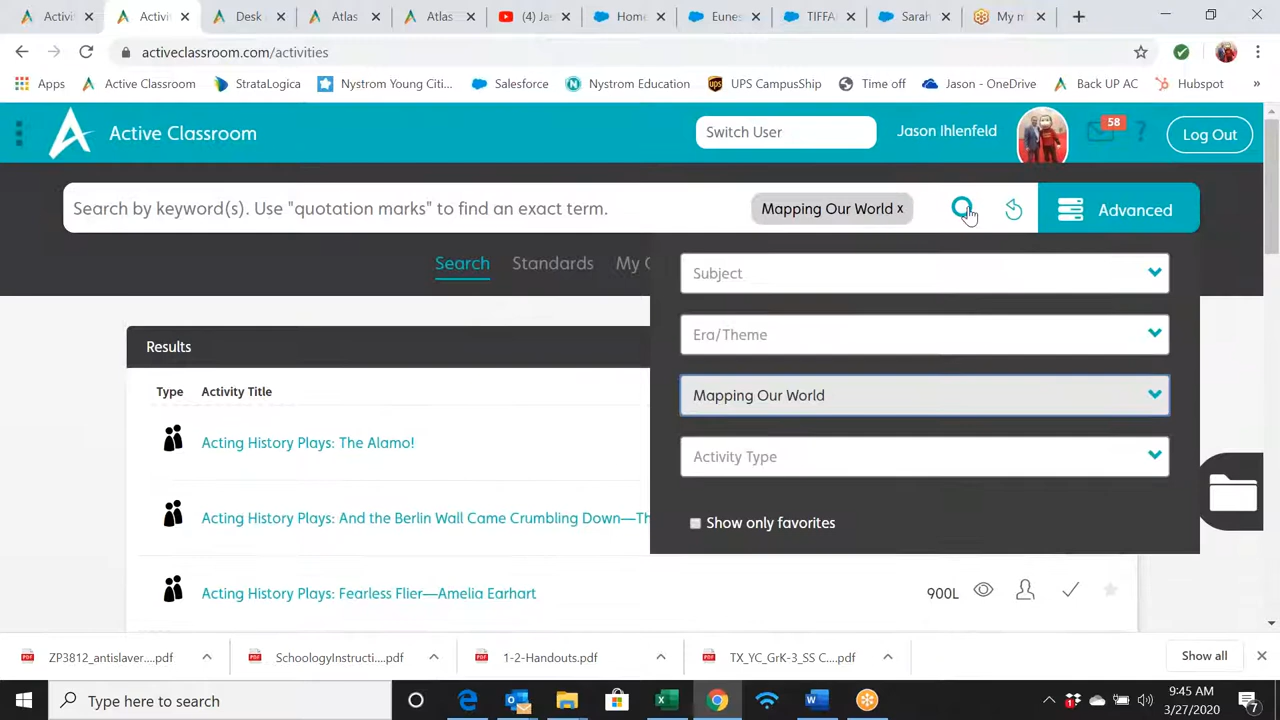 Activi
Activi
Desk
Atlas
Atlas
(4) Jas
Home
Eunes
TIFFA
Sarah
My m
activeclassroom.com/activities
Apps
Active Classroom
StrataLogica
Nystrom Young Citi...
Salesforce
Nystrom Education
UPS CampusShip
Time off
Jason - OneDrive
Back UP AC
Hubspot
»
Active Classroom
Switch User
Jason Ihlenfeld
58
?
Log Out
Search by keyword(s). Use "quotation marks" to find an exact term.
Mapping Our World x
Advanced
Search
Standards
My C
Subject
Era/Theme
Mapping Our World
Activity Type
Show only favorites
Results
Type
Activity Title
Acting History Plays: The Alamo!
Acting History Plays: And the Berlin Wall Came Crumbling Down—Th
Acting History Plays: Fearless Flier—Amelia Earhart
900L
ZP3812_antislaver....pdf
SchoologyInstructi....pdf
1-2-Handouts.pdf
TX_YC_GrK-3_SS C....pdf
Show all
Type here to search
9:45 AM
3/27/2020
7